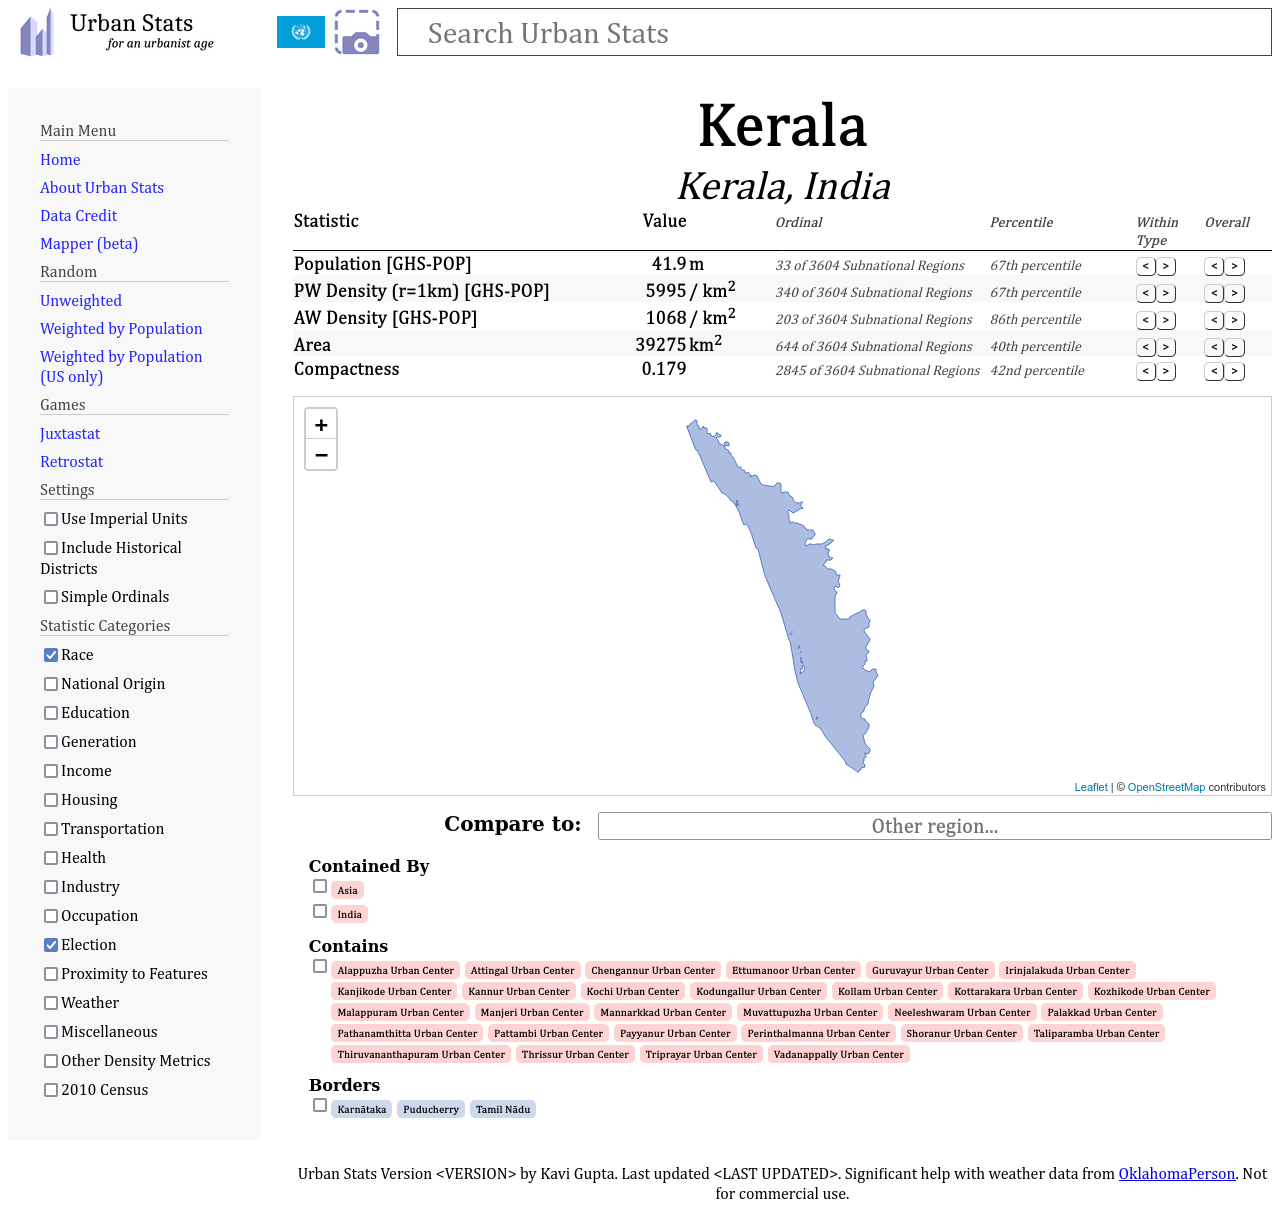 Urban Stats
for an urbanist age
Search Urban Stats
Main Menu
Home
About Urban Stats
Data Credit
Mapper (beta)
Random
Unweighted
Weighted by Population
Weighted by Population
(US only)
Games
Juxtastat
Retrostat
Settings
Use Imperial Units
Include Historical
Districts
Simple Ordinals
Statistic Categories
Race
National Origin
Education
Generation
Income
Housing
Transportation
Health
Industry
Occupation
Election
Proximity to Features
Weather
Miscellaneous
Other Density Metrics
2010 Census
Kerala
Kerala, India
Statistic Value Ordinal Percentile Within Overall
Type
Population [GHS-POP] 41.9 m 33 of 3604 Subnational Regions 67th percentile < > < >
PW Density (r=1km) [GHS-POP] 5995 / km² 340 of 3604 Subnational Regions 67th percentile < > < >
AW Density [GHS-POP] 1068 / km² 203 of 3604 Subnational Regions 86th percentile < > < >
Area 39275 km² 644 of 3604 Subnational Regions 40th percentile < > < >
Compactness 0.179 2845 of 3604 Subnational Regions 42nd percentile < > < >
+
−
Leaflet | © OpenStreetMap contributors
Compare to: Other region...
Contained By
Asia
India
Contains
Alappuzha Urban Center Attingal Urban Center Chengannur Urban Center Ettumanoor Urban Center Guruvayur Urban Center Irinjalakuda Urban Center
Kanjikode Urban Center Kannur Urban Center Kochi Urban Center Kodungallur Urban Center Kollam Urban Center Kottarakara Urban Center Kozhikode Urban Center
Malappuram Urban Center Manjeri Urban Center Mannarkkad Urban Center Muvattupuzha Urban Center Neeleshwaram Urban Center Palakkad Urban Center
Pathanamthitta Urban Center Pattambi Urban Center Payyanur Urban Center Perinthalmanna Urban Center Shoranur Urban Center Taliparamba Urban Center
Thiruvananthapuram Urban Center Thrissur Urban Center Triprayar Urban Center Vadanappally Urban Center
Borders
Karnātaka Puducherry Tamil Nādu
Urban Stats Version <VERSION> by Kavi Gupta. Last updated <LAST UPDATED>. Significant help with weather data from OklahomaPerson. Not
for commercial use.